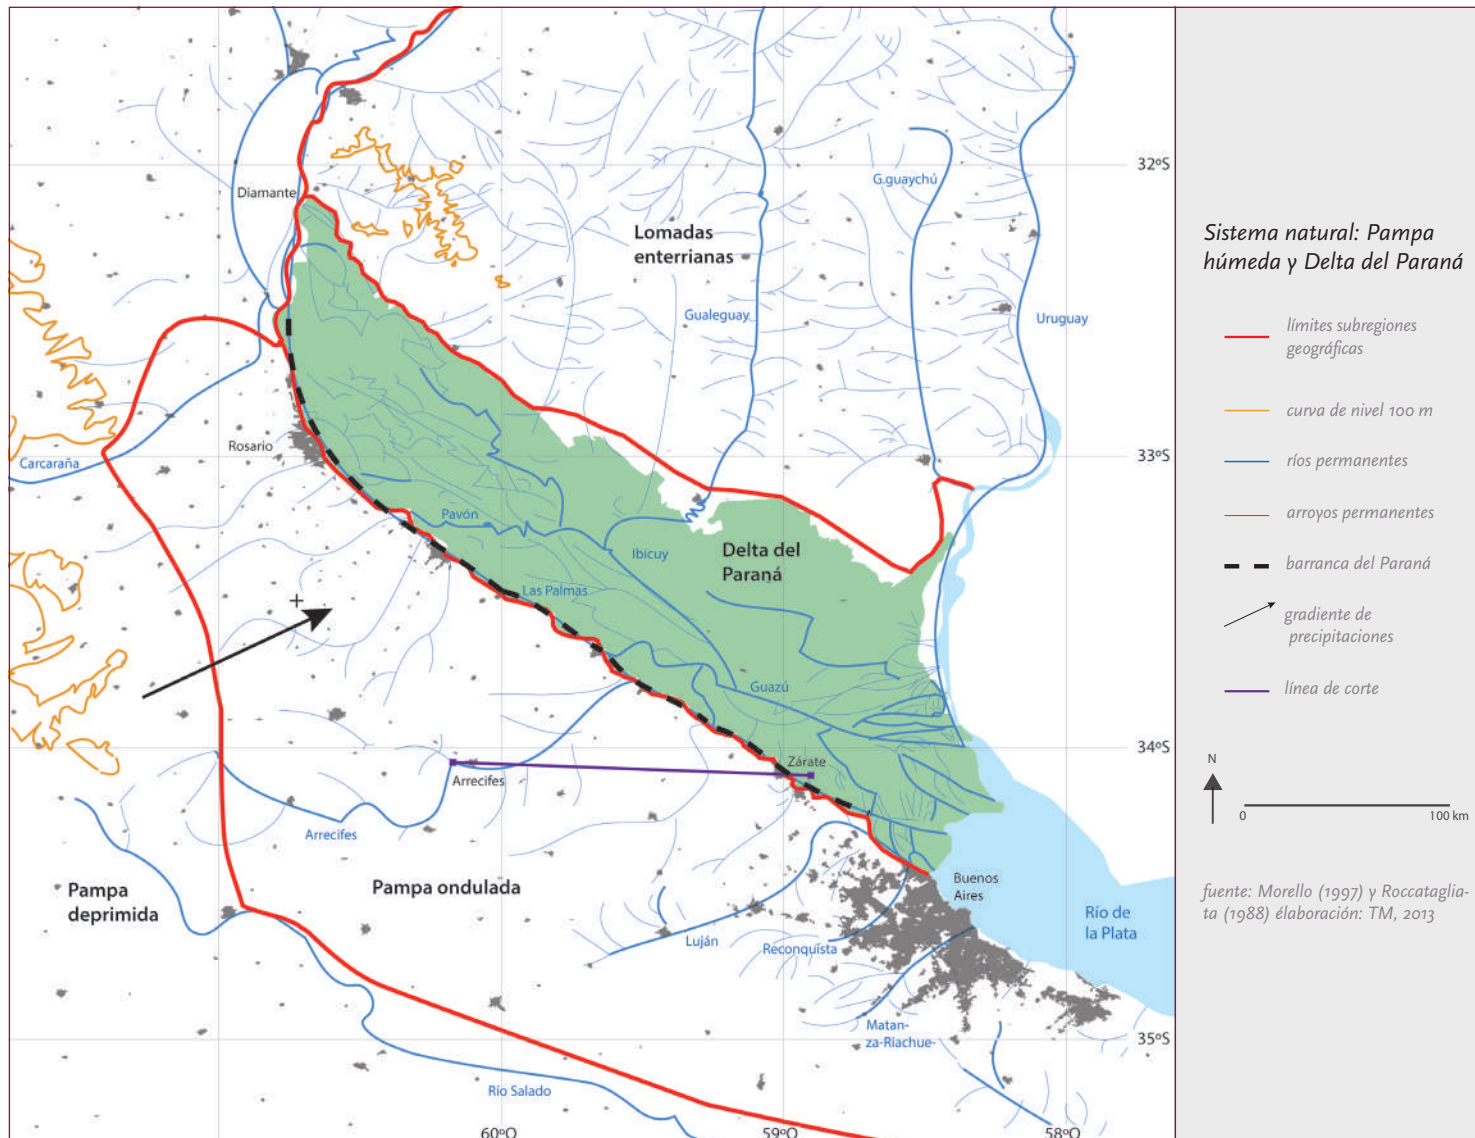 32ºS
Diamante
G.guaychú
Lomadas
enterrianas
Gualeguay
Uruguay
Rosario
Carcaraña
33ºS
Pavón
Ibicuy
Delta del
Paraná
Las Palmas
+
Guazú
34ºS
Zárate
Arrecifes
Arrecifes
Pampa
deprimida
Pampa ondulada
Buenos
Aires
Río de
la Plata
Luján
Reconquista
Matan-
za-Riachue-
35ºS
Río Salado
60ºO
59ºO
58ºO
Sistema natural: Pampa
húmeda y Delta del Paraná
límites subregiones
geográficas
curva de nivel 100 m
ríos permanentes
arroyos permanentes
barranca del Paraná
gradiente de
precipitaciones
línea de corte
N
0
100 km
fuente: Morello (1997) y Roccataglia-
ta (1988) élaboración: TM, 2013